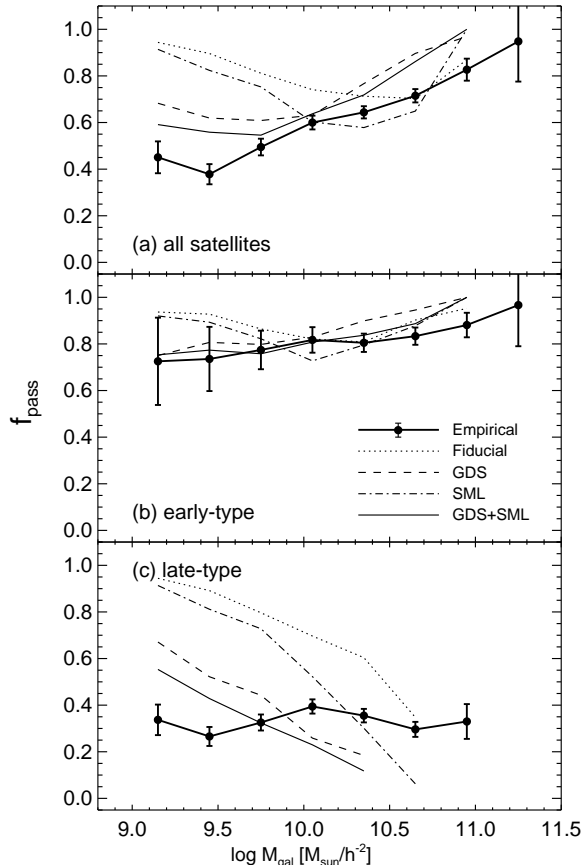 1.0
0.8
0.6
0.4
0.2
0.0
(a) all satellites
1.0
0.8
0.6
0.4
0.2
0.0
f_pass
Empirical
Fiducial
GDS
SML
GDS+SML
(b) early-type
1.0
0.8
0.6
0.4
0.2
0.0
(c) late-type
9.0 9.5 10.0 10.5 11.0 11.5
log M_gal [M_sun/h^-2]